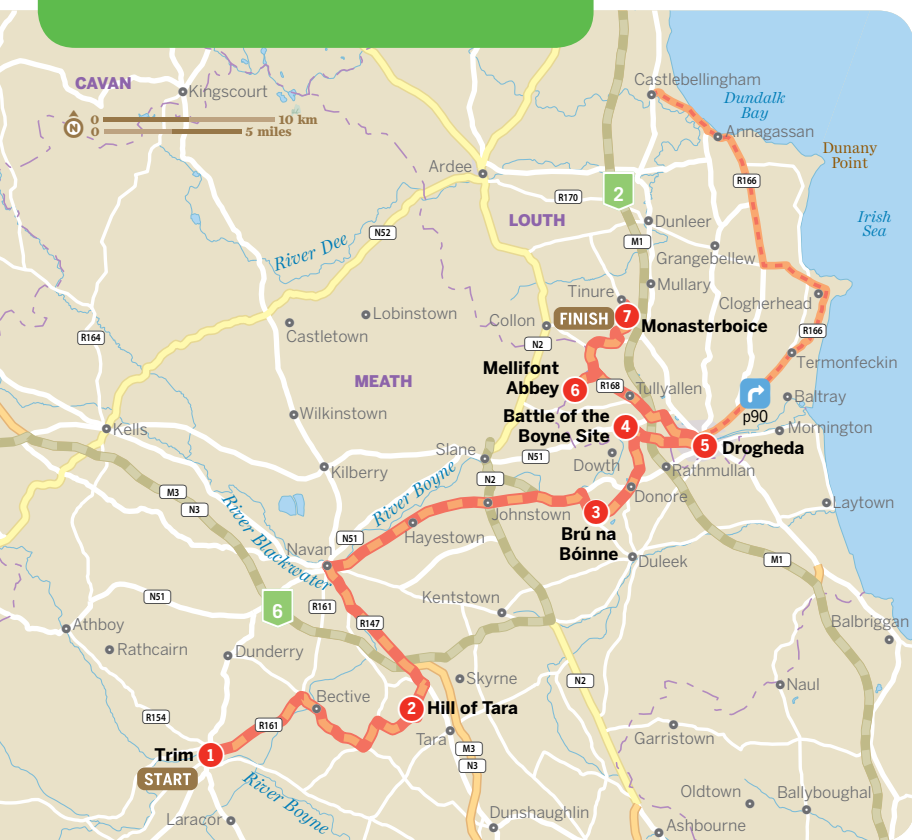 CAVAN
Kingscourt
Castlebellingham
Dundalk
Bay
N
0 10 km
0 5 miles
Annagassan
Dunany
Point
Ardee
R166
2
R170
LOUTH
Dunleer
Irish
Sea
N52
M1
River Dee
Grangebellew
Mullary
Tinure
Clogherhead
Lobinstown
Collon
FINISH
7
Monasterboice
R164
Castletown
N2
R166
Termonfeckin
Mellifont
Abbey
6
MEATH
R168
Tullyallen
p90
Baltray
Wilkinstown
Battle of the
Boyne Site
4
Mornington
Kells
5
Drogheda
Slane
N51
Dowth
Rathmullan
Kilberry
River Boyne
N2
M3
N3
Donore
Laytown
Johnstown
3
River Blackwater
Hayestown
Brú na
Bóinne
N51
Navan
Duleek
M1
N51
6
R161
Kentstown
R147
Athboy
Balbriggan
Rathcairn
Dunderry
Skyrne
N2
Naul
Bective
2
Hill of Tara
R154
R161
Tara
Garristown
Trim
1
M3
N3
START
River Boyne
Oldtown
Ballyboughal
Laracor
Dunshaughlin
Ashbourne